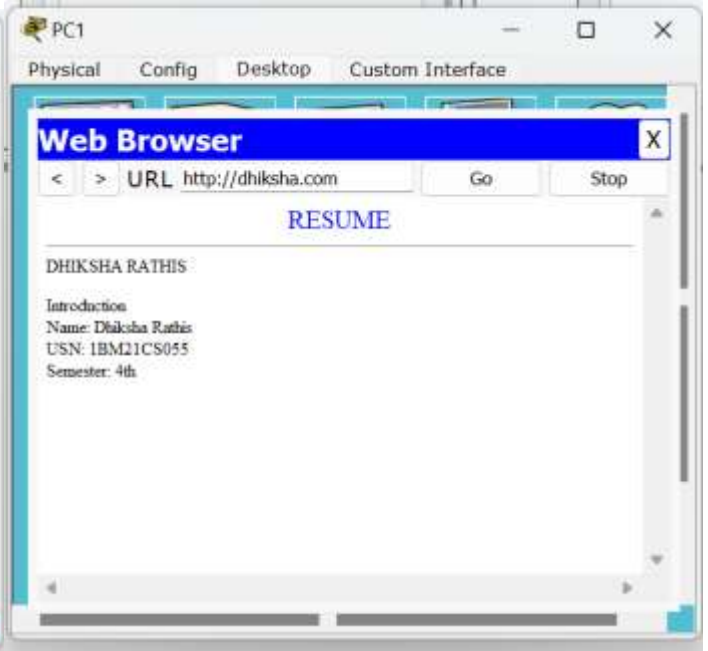 PC1
Physical Config Desktop Custom Interface
Web Browser X
< > URL http://dhiksha.com Go Stop
RESUME
DHIKSHA RATHIS
Introduction
Name: Dhiksha Rathis
USN: 1BM21CS055
Semester: 4th